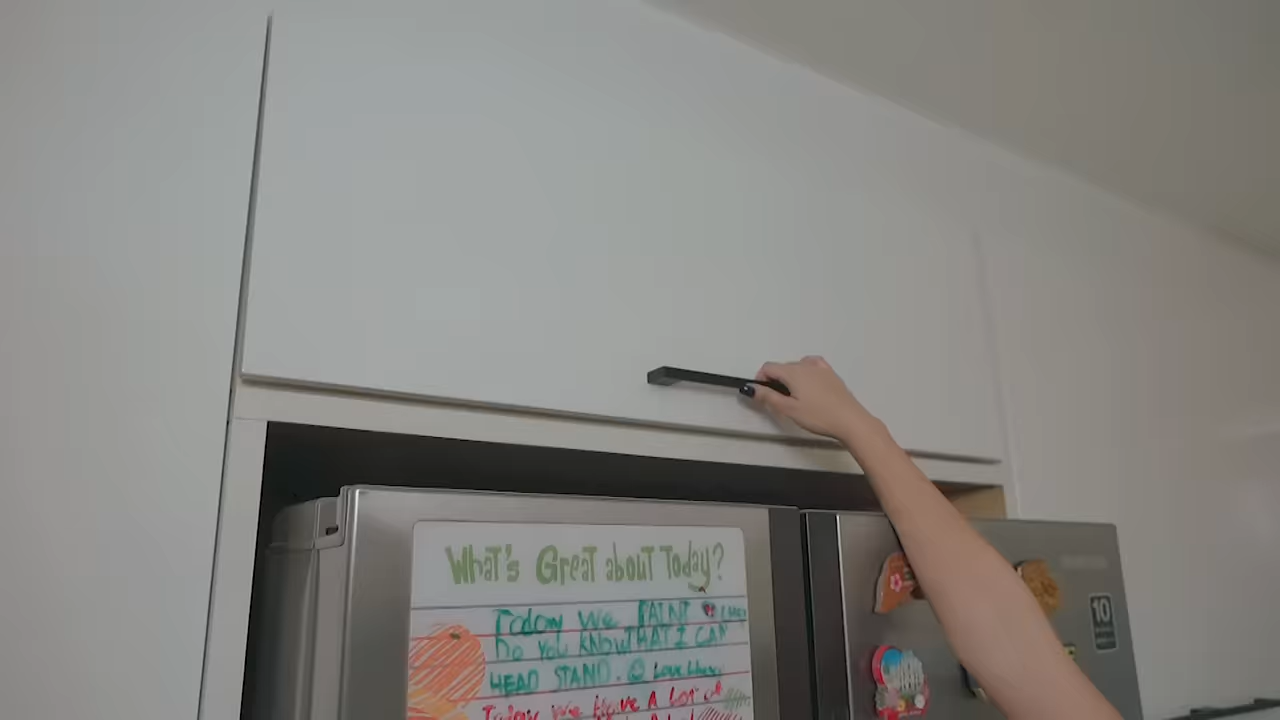 What's Great about Today?
Today We PAINT
Do you know THAT I CAN
HEAD STAND. Love
Today We Have A Lot of
10